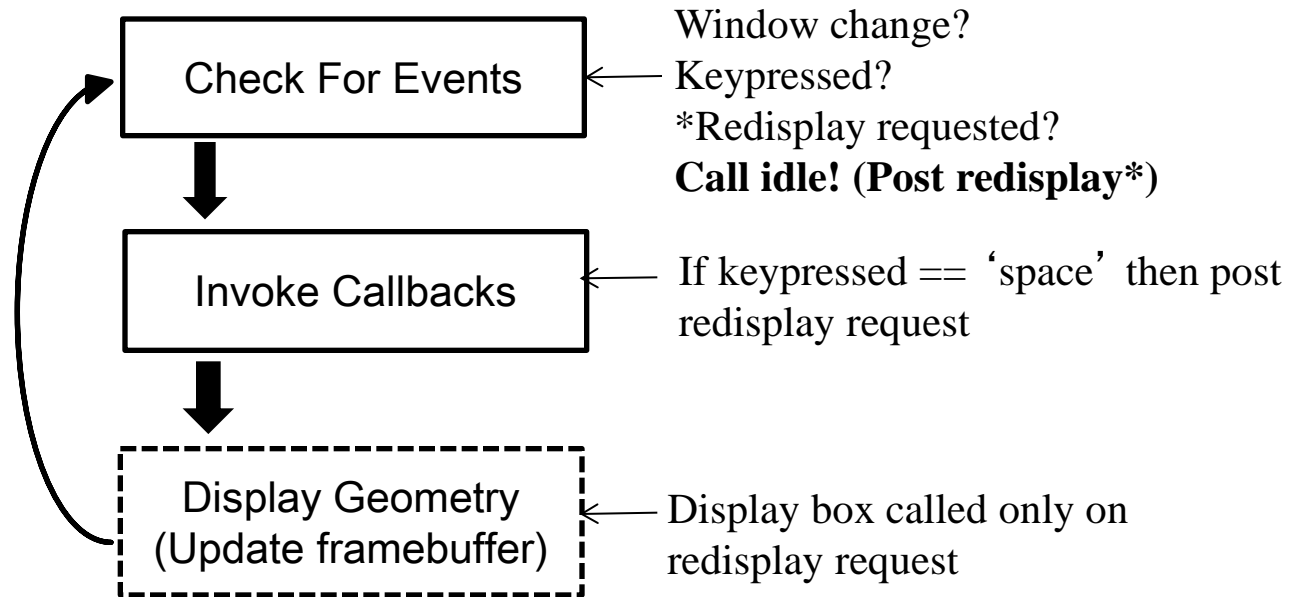 Window change?
Check For Events
Keypressed?
*Redisplay requested?
Call idle! (Post redisplay*)
Invoke Callbacks
If keypressed == ‘space’ then post
redisplay request
Display Geometry
(Update framebuffer)
Display box called only on
redisplay request